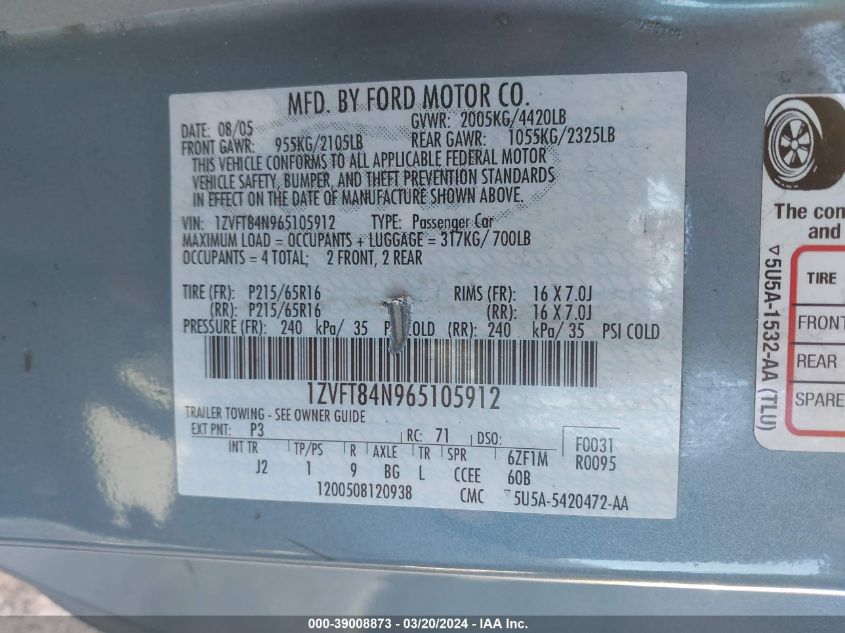 MFD. BY FORD MOTOR CO.
DATE: 08/05 GVWR: 2005KG/4420LB
FRONT GAWR: 955KG/2105LB REAR GAWR: 1055KG/2325LB
THIS VEHICLE CONFORMS TO ALL APPLICABLE FEDERAL MOTOR
VEHICLE SAFETY, BUMPER, AND THEFT PREVENTION STANDARDS
IN EFFECT ON THE DATE OF MANUFACTURE SHOWN ABOVE.
VIN: 1ZVFT84N965105912 TYPE: Passenger Car
MAXIMUM LOAD = OCCUPANTS + LUGGAGE = 317KG/700LB
OCCUPANTS = 4 TOTAL; 2 FRONT, 2 REAR
TIRE (FR): P215/65R16 RIMS (FR): 16 X 7.0J
(RR): P215/65R16 (RR): 16 X 7.0J
PRESSURE (FR): 240 kPa/ 35 COLD (RR): 240 kPa/35 PSI COLD
1ZVFT84N965105912
TRAILER TOWING - SEE OWNER GUIDE
EXT PNT: P3 RC: 71 DSO: F0031
INT TR TP/PS R AXLE TR SPR 6ZF1M R0095
J2 1 9 BG L CCEE 60B
1200508120938 CMC ▽5U5A-5420472-AA
The con
and
▽5U5A-1532-AA (TLU)
TIRE
FRONT
REAR
SPARE
000-39008873 - 03/20/2024 - IAA Inc.